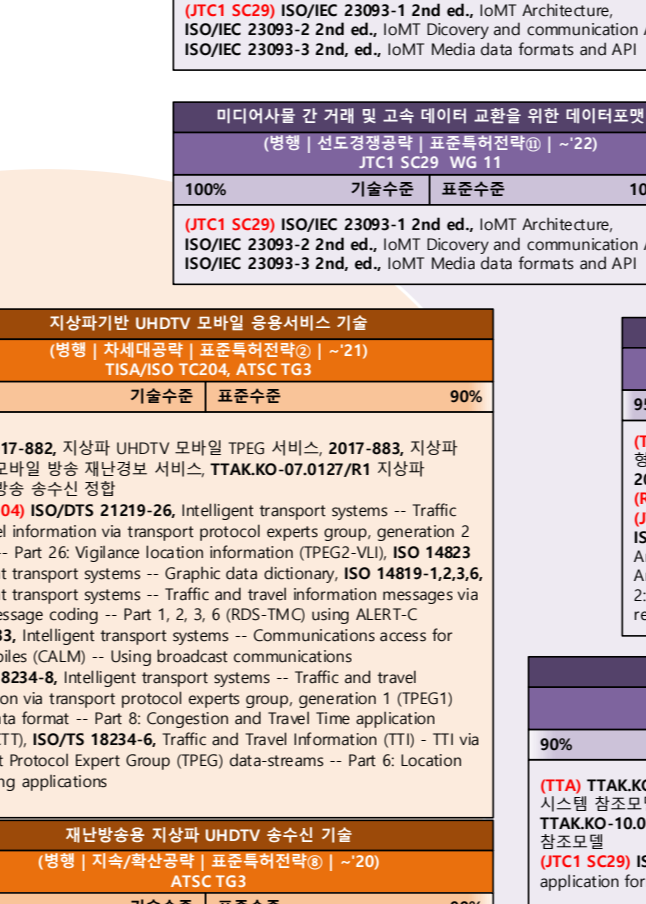 (JTC1 SC29) ISO/IEC 23093-1 2nd ed., IoMT Architecture,
ISO/IEC 23093-2 2nd ed., IoMT Dicovery and communication
ISO/IEC 23093-3 2nd, ed., IoMT Media data formats and API
미디어사물 간 거래 및 고속 데이터 교환을 위한 데이터포맷
(병행 | 선도경쟁공략 | 표준특허전략⑪ | ~'22)
JTC1 SC29 WG 11
100% 기술수준 표준수준 10
(JTC1 SC29) ISO/IEC 23093-1 2nd ed., IoMT Architecture,
ISO/IEC 23093-2 2nd ed., IoMT Dicovery and communication
ISO/IEC 23093-3 2nd, ed., IoMT Media data formats and API
지상파기반 UHDTV 모바일 응용서비스 기술
(병행 | 차세대공략 | 표준특허전략② | ~'21)
TISA/ISO TC204, ATSC TG3
기술수준 표준수준 90%
17-882, 지상파 UHDTV 모바일 TPEG 서비스, 2017-883, 지상파
모바일 방송 재난경보 서비스, TTAK.KO-07.0127/R1 지상파
방송 송수신 정합
04) ISO/DTS 21219-26, Intelligent transport systems -- Traffic
el information via transport protocol experts group, generation 2
-- Part 26: Vigilance location information (TPEG2-VLI), ISO 14823
t transport systems -- Graphic data dictionary, ISO 14819-1,2,3,6,
t transport systems -- Traffic and travel information messages via
essage coding -- Part 1, 2, 3, 6 (RDS-TMC) using ALERT-C
33, Intelligent transport systems -- Communications access for
biles (CALM) -- Using broadcast communications
8234-8, Intelligent transport systems -- Traffic and travel
on via transport protocol experts group, generation 1 (TPEG1)
ata format -- Part 8: Congestion and Travel Time application
TT), ISO/TS 18234-6, Traffic and Travel Information (TTI) - TTI via
t Protocol Expert Group (TPEG) data-streams -- Part 6: Location
ng applications
재난방송용 지상파 UHDTV 송수신 기술
(병행 | 지속/확산공략 | 표준특허전략⑧ | ~'20)
ATSC TG3
기술수준 표준수준
95
(T
형
20
(R
(J
IS
2:
re
90%
(TTA) TTAK.KO
시스템 참조모
TTAK.KO-10.0
참조모델
(JTC1 SC29) IS
application for